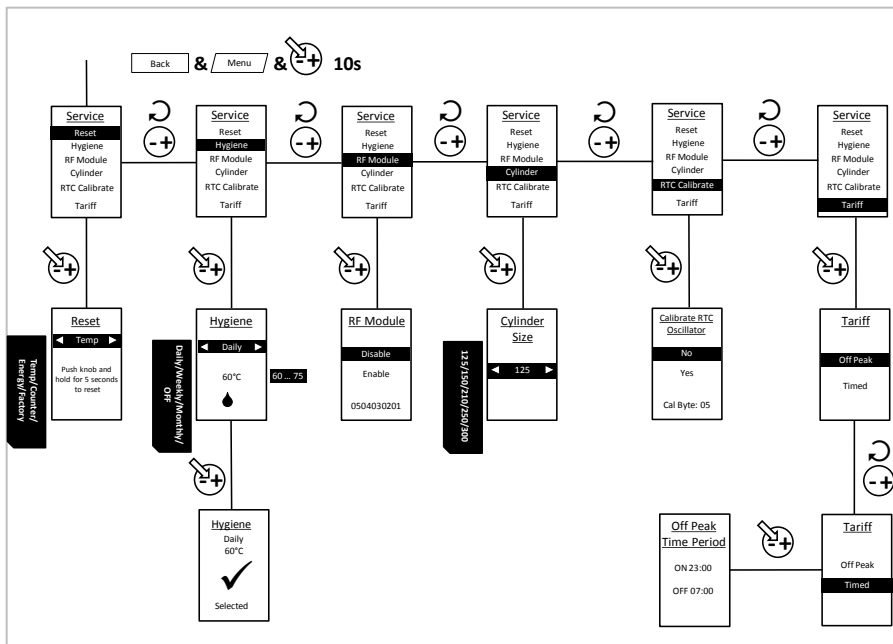 Back & Menu & -+ 10s
Service
Reset
Hygiene
RF Module
Cylinder
RTC Calibrate
Tariff
-+
Service
Reset
Hygiene
RF Module
Cylinder
RTC Calibrate
Tariff
-+
Service
Reset
Hygiene
RF Module
Cylinder
RTC Calibrate
Tariff
-+
Service
Reset
Hygiene
RF Module
Cylinder
RTC Calibrate
Tariff
-+
Service
Reset
Hygiene
RF Module
Cylinder
RTC Calibrate
Tariff
-+
Service
Reset
Hygiene
RF Module
Cylinder
RTC Calibrate
Tariff
-+
-+
-+
-+
-+
-+
Temp/Counter/
Energy/Factory
Reset
Temp
Push knob and
hold for 5 seconds
to reset
Daily/Weekly/Monthly/
OFF
Hygiene
Daily
60°C
60 ... 75
RF Module
Disable
Enable
0504030201
125/150/210/250/300
Cylinder
Size
125
Calibrate RTC
Oscillator
No
Yes
Cal Byte: 05
Tariff
Off Peak
Timed
-+
-+
Hygiene
Daily
60°C
Selected
Off Peak
Time Period
ON 23:00
OFF 07:00
-+
Tariff
Off Peak
Timed